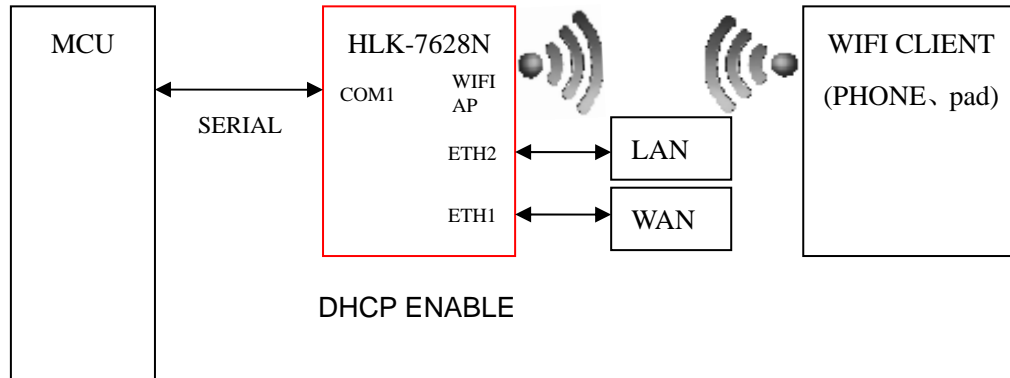 MCU
SERIAL
HLK-7628N
COM1
WIFI
AP
ETH2
ETH1
LAN
WAN
WIFI CLIENT
(PHONE、pad)
DHCP ENABLE